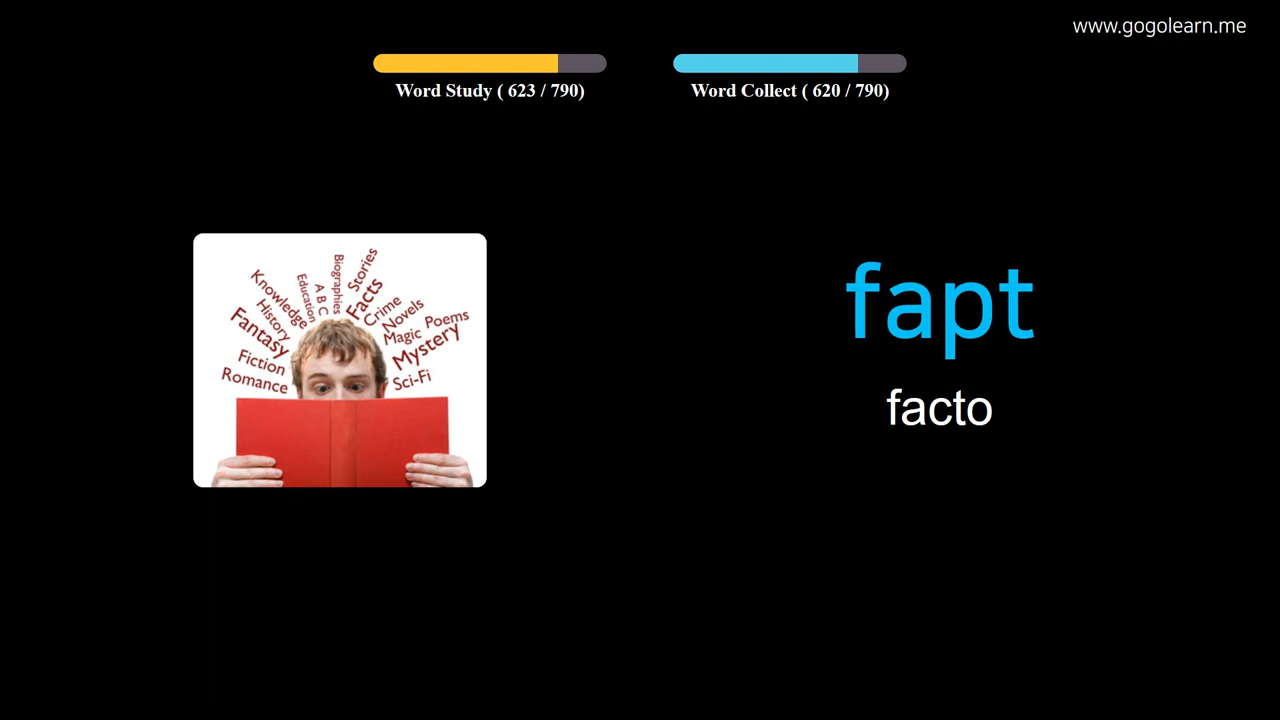 www.gogolearn.me
Word Study ( 623 / 790)
Word Collect ( 620 / 790)
Knowledge
History
Fantasy
Fiction
Romance
Education
A B C
Biographies
Stories
Facts
Crime
Novels
Magic
Poems
Mystery
Sci-Fi
fapt
facto